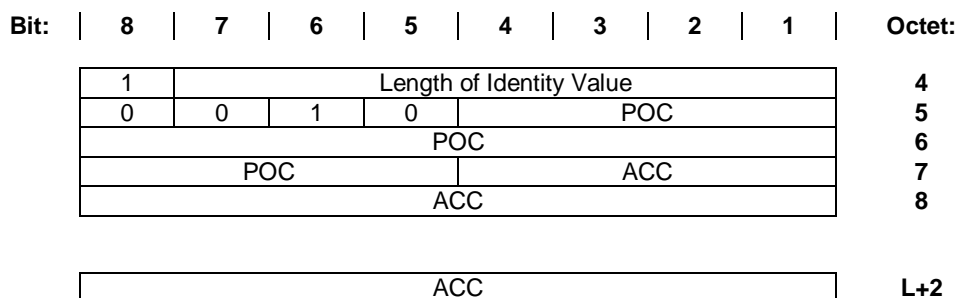 Bit: 8 7 6 5 4 3 2 1 Octet:
1 Length of Identity Value 4
0 0 1 0 POC 5
POC 6
POC ACC 7
ACC 8
ACC L+2